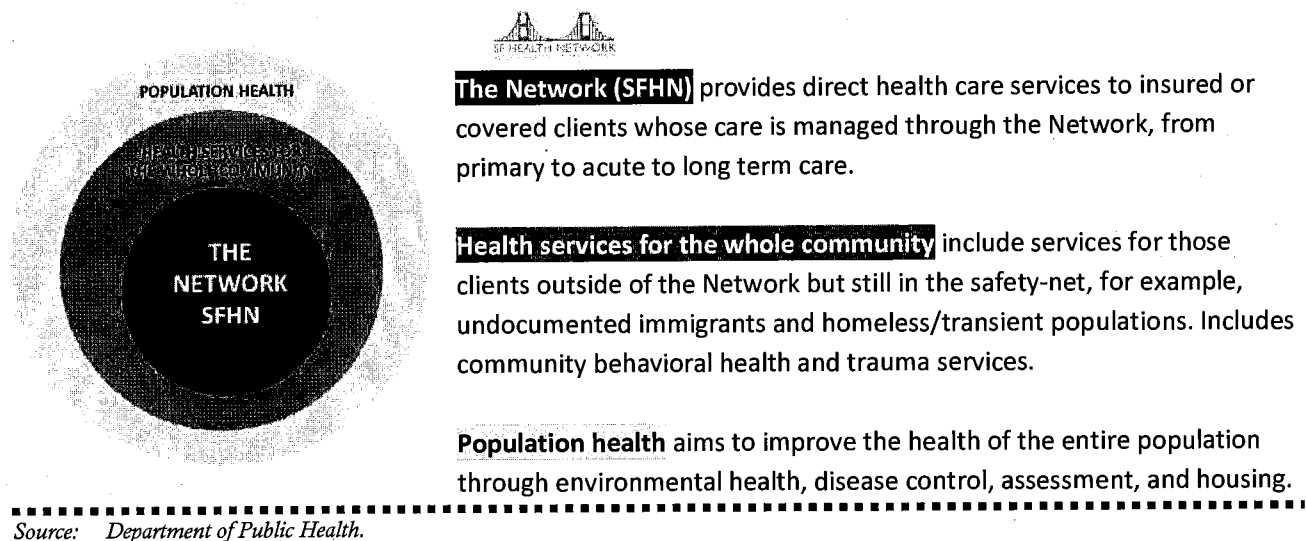 SF HEALTH NETWORK
POPULATION HEALTH
HEALTH SERVICES FOR
THE WHOLE COMMUNITY
THE
NETWORK
SFHN
The Network (SFHN) provides direct health care services to insured or
covered clients whose care is managed through the Network, from
primary to acute to long term care.
Health services for the whole community include services for those
clients outside of the Network but still in the safety-net, for example,
undocumented immigrants and homeless/transient populations. Includes
community behavioral health and trauma services.
Population health aims to improve the health of the entire population
through environmental health, disease control, assessment, and housing.
Source: Department of Public Health.